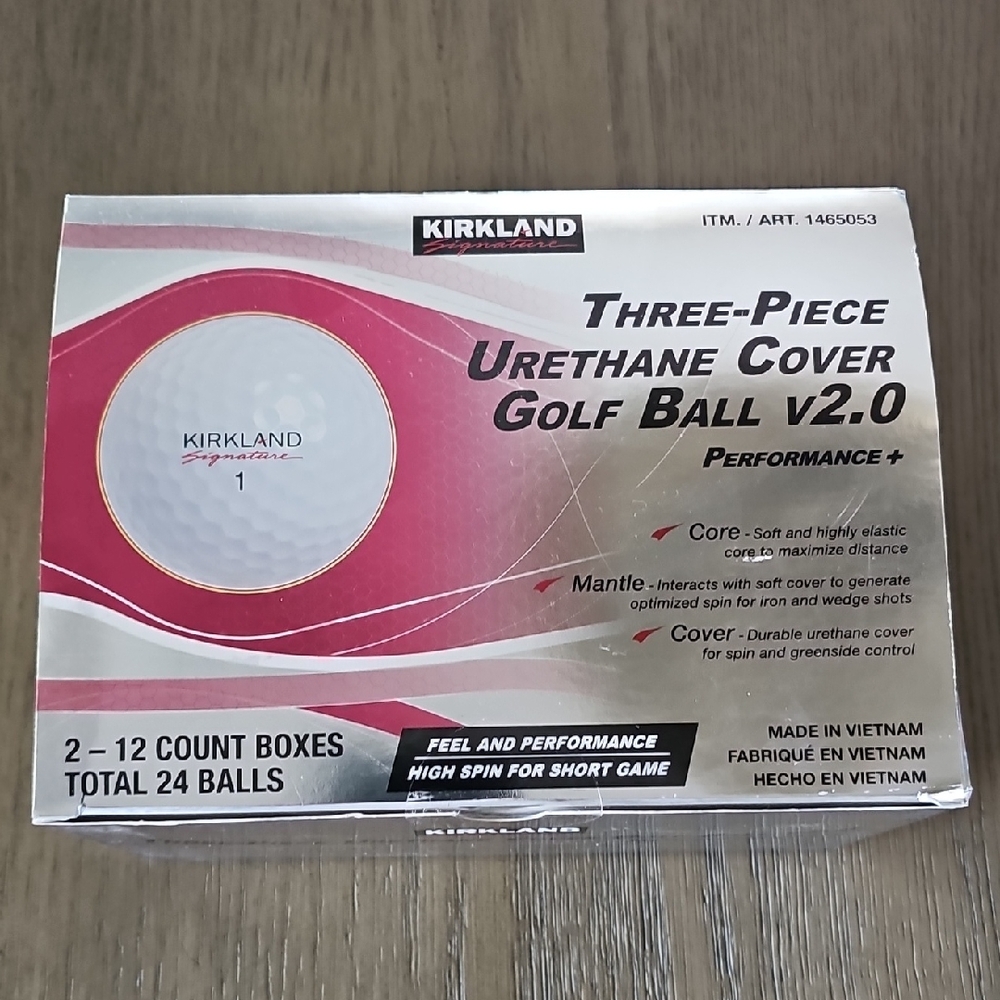 KIRKLAND
Signature
ITM. / ART. 1465053
THREE-PIECE
URETHANE COVER
GOLF BALL V2.0
PERFORMANCE+
KIRKLAND
Signature
1
Core - Soft and highly elastic
core to maximize distance
Mantle - Interacts with soft cover to generate
optimized spin for iron and wedge shots
Cover - Durable urethane cover
for spin and greenside control
2 – 12 COUNT BOXES
TOTAL 24 BALLS
FEEL AND PERFORMANCE
HIGH SPIN FOR SHORT GAME
MADE IN VIETNAM
FABRIQUÉ EN VIETNAM
HECHO EN VIETNAM
KIRKLAND